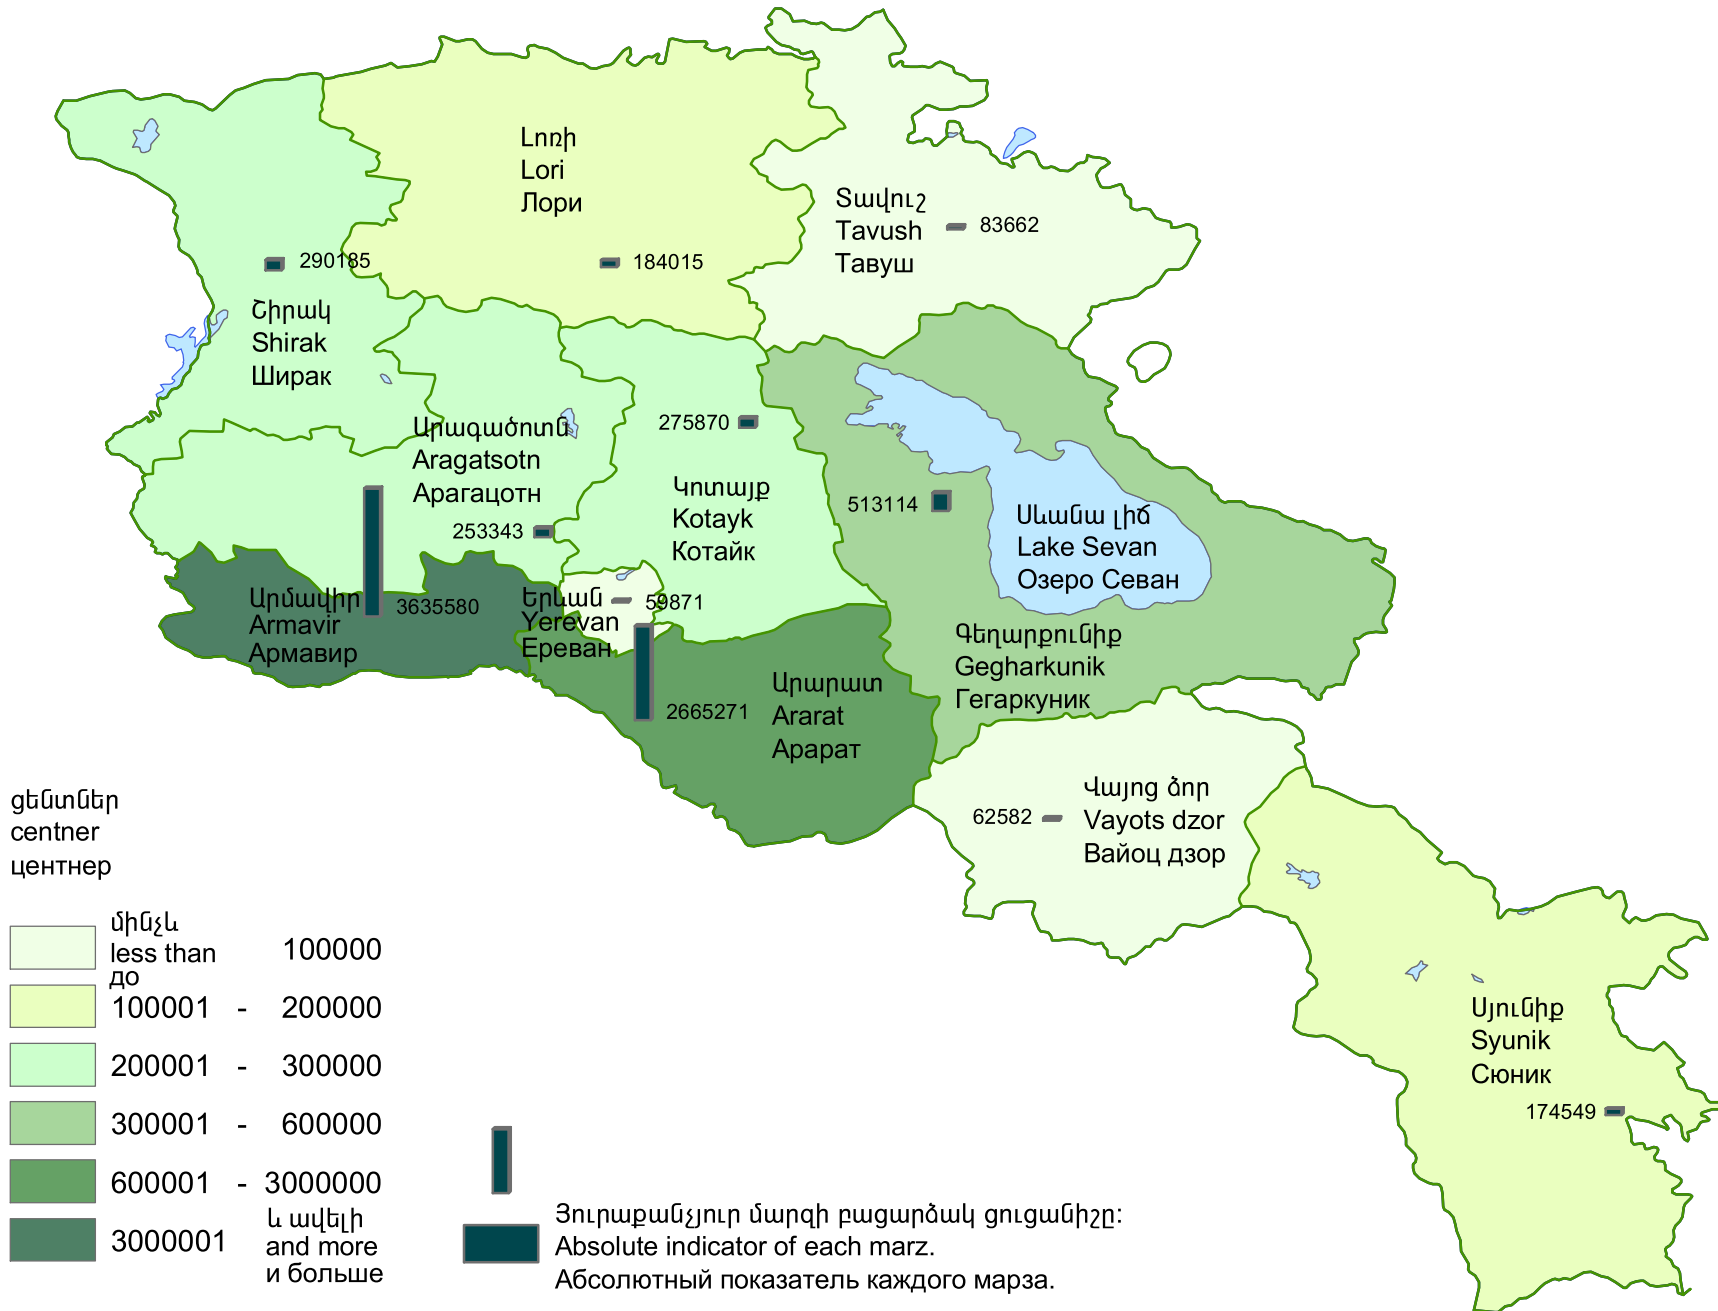 Լոռի
Lori
Лори
184015
Տավուշ
Tavush
Тавуш
83662
290185
Շիրակ
Shirak
Ширак
Արագածոտն
Aragatsotn
Арагацотн
253343
275870
Կոտայք
Kotayk
Котайк
513114
Սևանա լիճ
Lake Sevan
Озеро Севан
Գեղարքունիք
Gegharkunik
Гегаркуник
Արմավիր
Armavir
Армавир
3635580
Երևան
Yerevan
Ереван
59871
2665271
Արարատ
Ararat
Арарат
62582
Վայոց ձոր
Vayots dzor
Вайоц дзор
Սյունիք
Syunik
Сюник
174549
ցենտներ
centner
центнер
մինչև
less than 100000
до
100001 - 200000
200001 - 300000
300001 - 600000
600001 - 3000000
3000001
և ավելի
and more
и больше
Յուրաքանչյուր մարզի բացարձակ ցուցանիշը:
Absolute indicator of each marz.
Абсолютный показатель каждого марза.